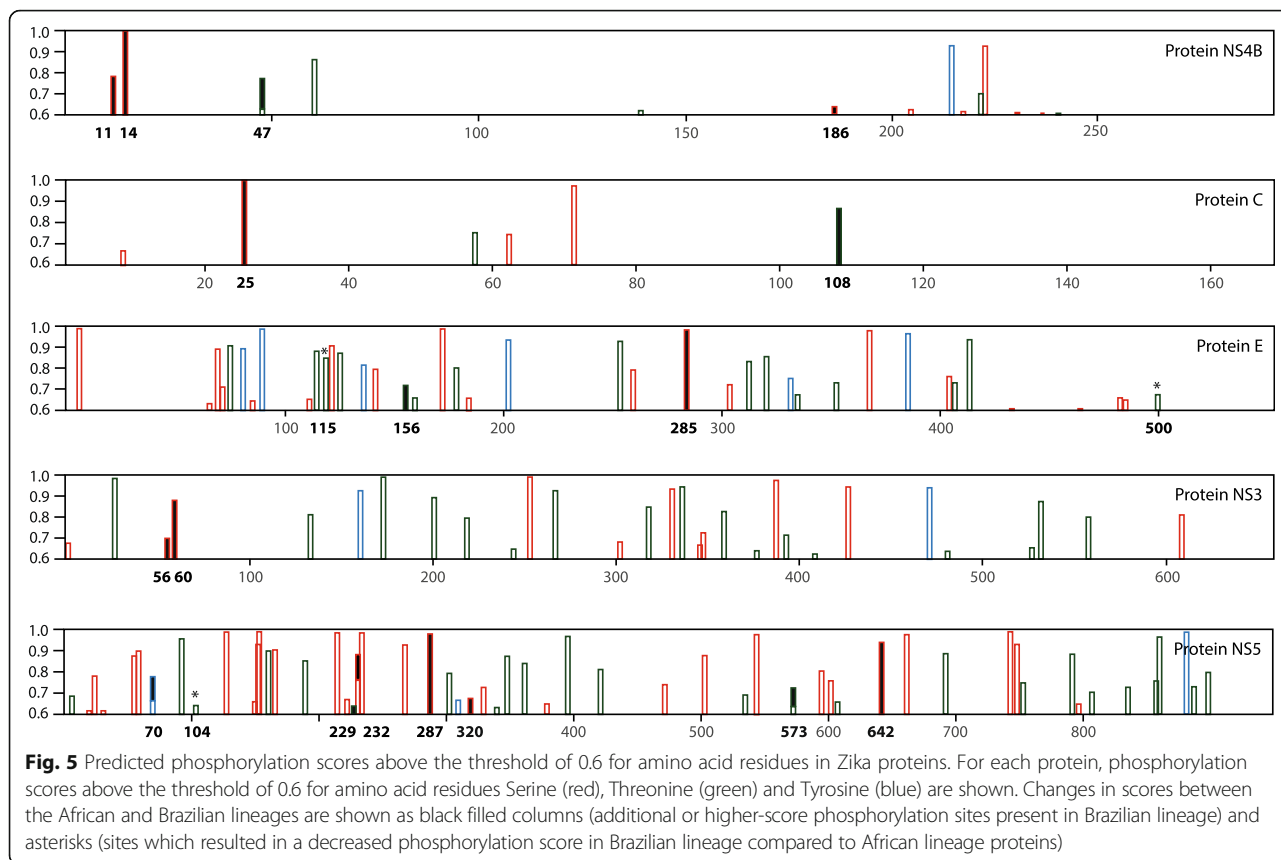 1.0
0.9
0.8
0.7
0.6
Protein NS4B
11 14 47 100 150 186 200 250
1.0
0.9
0.8
0.7
0.6
Protein C
20 25 40 60 80 100 108 120 140 160
1.0
0.9
0.8
0.7
0.6
Protein E
*
*
100 115 156 200 285 300 400 500
1.0
0.9
0.8
0.7
0.6
Protein NS3
56 60 100 200 300 400 500 600
1.0
0.9
0.8
0.7
0.6
Protein NS5
*
70 104 229 232 287 320 400 500 573 600 642 700 800
Fig. 5 Predicted phosphorylation scores above the threshold of 0.6 for amino acid residues in Zika proteins. For each protein, phosphorylation
scores above the threshold of 0.6 for amino acid residues Serine (red), Threonine (green) and Tyrosine (blue) are shown. Changes in scores between
the African and Brazilian lineages are shown as black filled columns (additional or higher-score phosphorylation sites present in Brazilian lineage) and
asterisks (sites which resulted in a decreased phosphorylation score in Brazilian lineage compared to African lineage proteins)